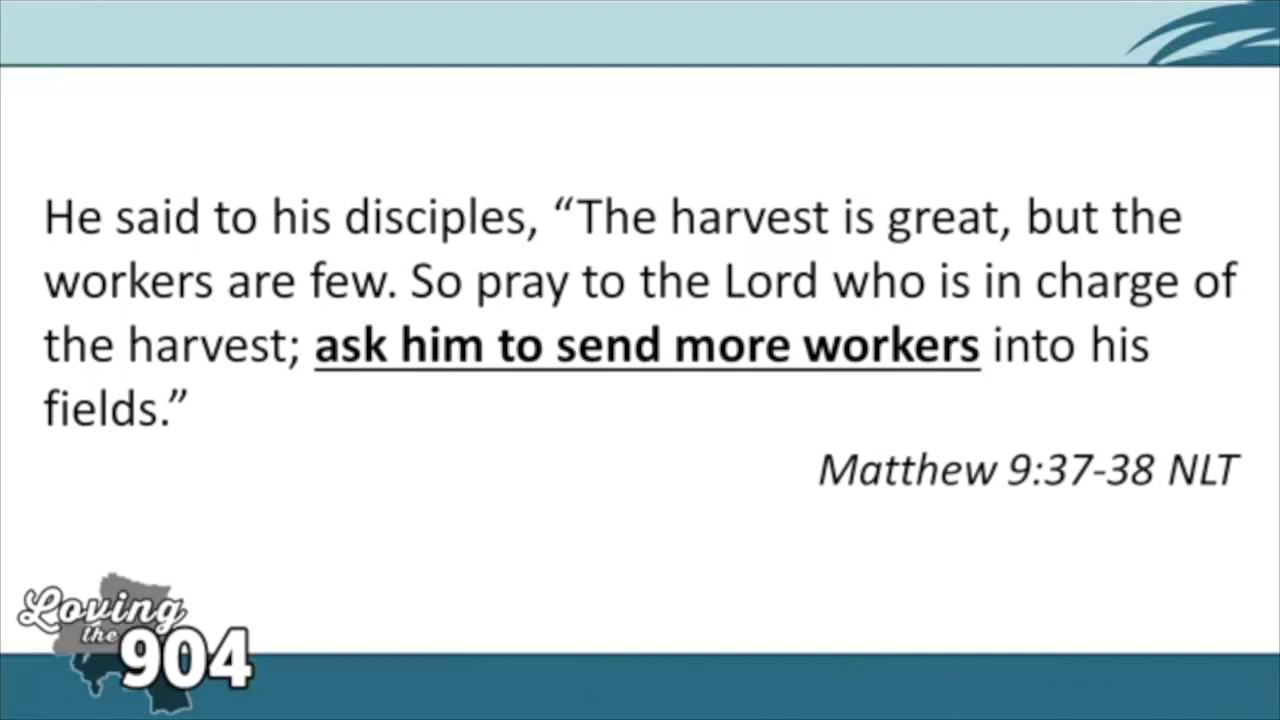 He said to his disciples, “The harvest is great, but the
workers are few. So pray to the Lord who is in charge of
the harvest; ask him to send more workers into his
fields.”
Matthew 9:37-38 NLT
Loving
the
904